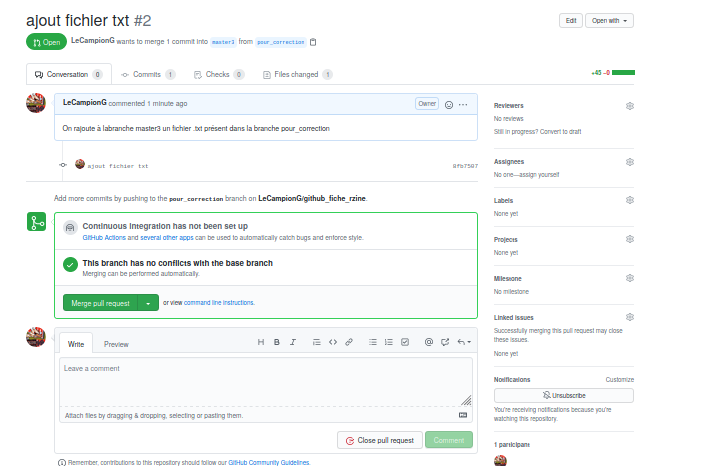 ajout fichier txt #2
Edit
Open with
Open
LeCampionG wants to merge 1 commit into master3 from pour_correction
Conversation 0
Commits 1
Checks 0
Files changed 1
+45 −0
LeCampionG commented 1 minute ago
Owner
On rajoute à labranche master3 un fichier .txt présent dans la branche pour_correction
ajout fichier txt
8fb7507
Add more commits by pushing to the pour_correction branch on LeCampionG/github_fiche_rzine.
Continuous integration has not been set up
GitHub Actions and several other apps can be used to automatically catch bugs and enforce style.
This branch has no conflicts with the base branch
Merging can be performed automatically.
Merge pull request
or view command line instructions.
Write
Preview
Leave a comment
Attach files by dragging & dropping, selecting or pasting them.
Close pull request
Comment
Remember, contributions to this repository should follow our GitHub Community Guidelines.
Reviewers
No reviews
Still in progress? Convert to draft
Assignees
No one—assign yourself
Labels
None yet
Projects
None yet
Milestone
No milestone
Linked issues
Successfully merging this pull request may close
these issues.
None yet
Notifications
Customize
Unsubscribe
You're receiving notifications because you're
watching this repository.
1 participant